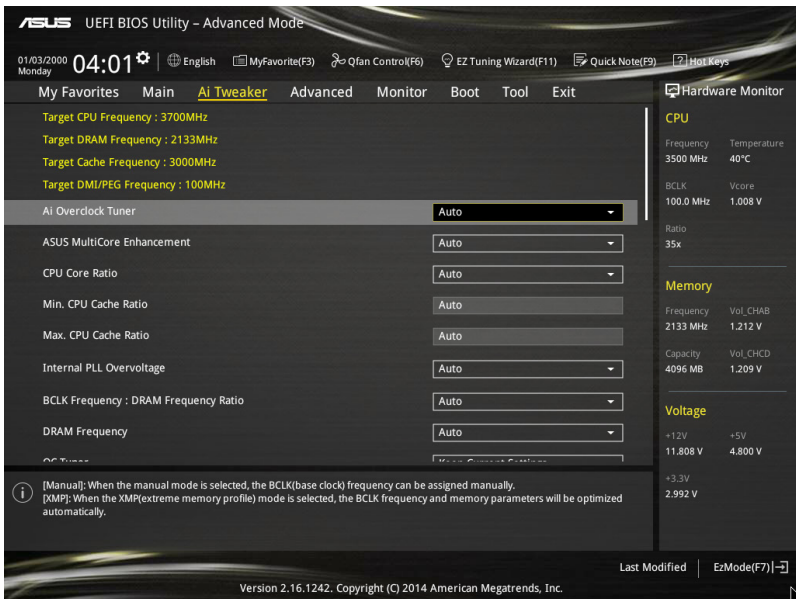 ASUS UEFI BIOS Utility – Advanced Mode
01/03/2000
Monday
04:01
English
MyFavorite(F3)
Qfan Control(F6)
EZ Tuning Wizard(F11)
Quick Note(F9)
? Hot Keys
My Favorites
Main
Ai Tweaker
Advanced
Monitor
Boot
Tool
Exit
Target CPU Frequency : 3700MHz
Target DRAM Frequency : 2133MHz
Target Cache Frequency : 3000MHz
Target DMI/PEG Frequency : 100MHz
Ai Overclock Tuner Auto
ASUS MultiCore Enhancement Auto
CPU Core Ratio Auto
Min. CPU Cache Ratio Auto
Max. CPU Cache Ratio Auto
Internal PLL Overvoltage Auto
BCLK Frequency : DRAM Frequency Ratio Auto
DRAM Frequency Auto
OC Tuner Keep Current Settings
[Manual]: When the manual mode is selected, the BCLK(base clock) frequency can be assigned manually.
[XMP]: When the XMP(extreme memory profile) mode is selected, the BCLK frequency and memory parameters will be optimized
automatically.
Hardware Monitor
CPU
Frequency Temperature
3500 MHz 40°C
BCLK Vcore
100.0 MHz 1.008 V
Ratio
35x
Memory
Frequency Vol_CHAB
2133 MHz 1.212 V
Capacity Vol_CHCD
4096 MB 1.209 V
Voltage
+12V +5V
11.808 V 4.800 V
+3.3V
2.992 V
Last Modified
EzMode(F7)
Version 2.16.1242. Copyright (C) 2014 American Megatrends, Inc.